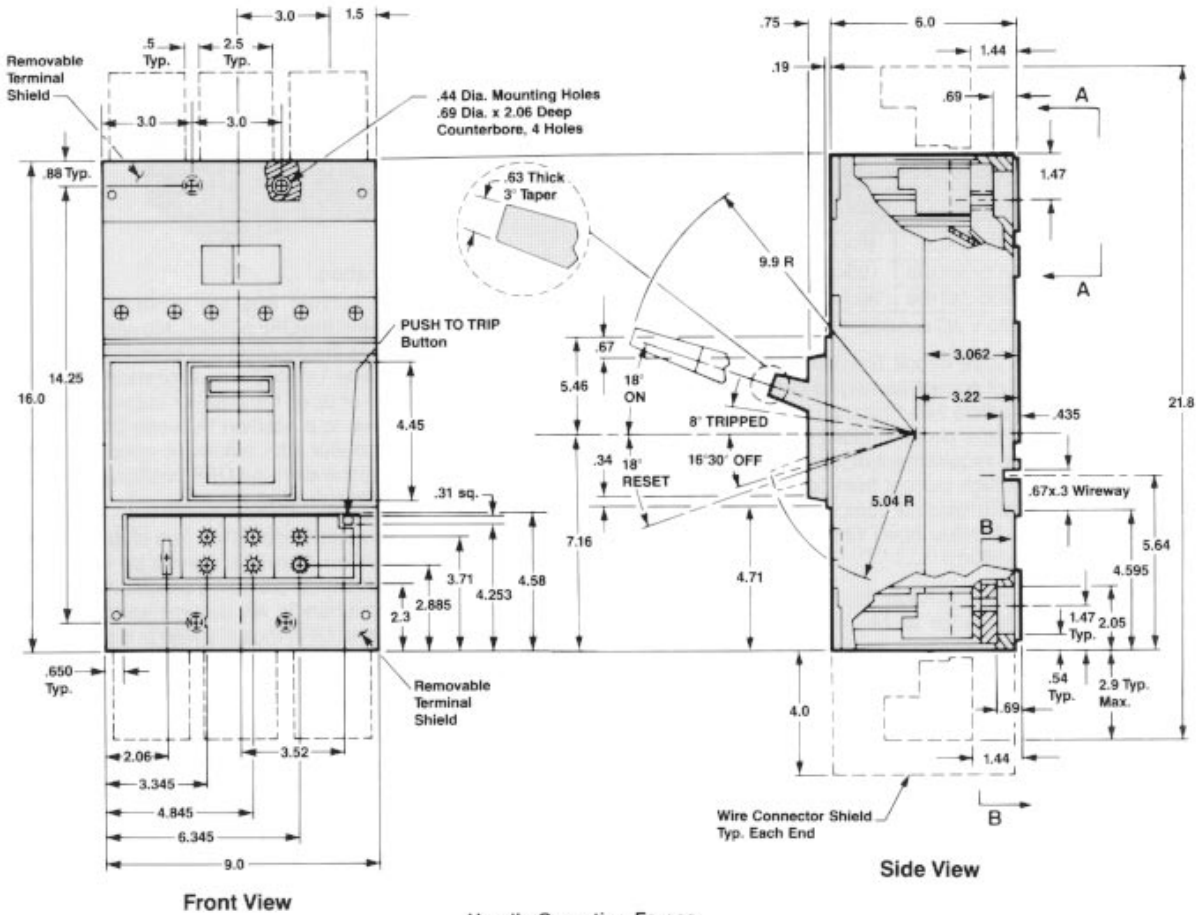 3.0
1.5
.5
Typ.
2.5
Typ.
Removable
Terminal
Shield
3.0
3.0
.44 Dia. Mounting Holes
.69 Dia. x 2.06 Deep
Counterbore, 4 Holes
.88 Typ.
16.0
14.25
PUSH TO TRIP
Button
4.45
.31 sq.
2.3
2.885
3.71
4.253
4.58
.650
Typ.
Removable
Terminal
Shield
2.06
3.52
3.345
4.845
6.345
9.0
Front View
.75
6.0
1.44
.19
.69
A
1.47
A
.63 Thick
3° Taper
9.9 R
.67
5.46
18°
ON
3.062
3.22
21.8
8° TRIPPED
.435
16°30' OFF
.34
18°
RESET
5.04 R
.67x.3 Wireway
7.16
4.71
B
5.64
4.595
1.47
Typ.
2.05
.54
Typ.
2.9 Typ.
Max.
4.0
.69
1.44
Wire Connector Shield
Typ. Each End
B
Side View